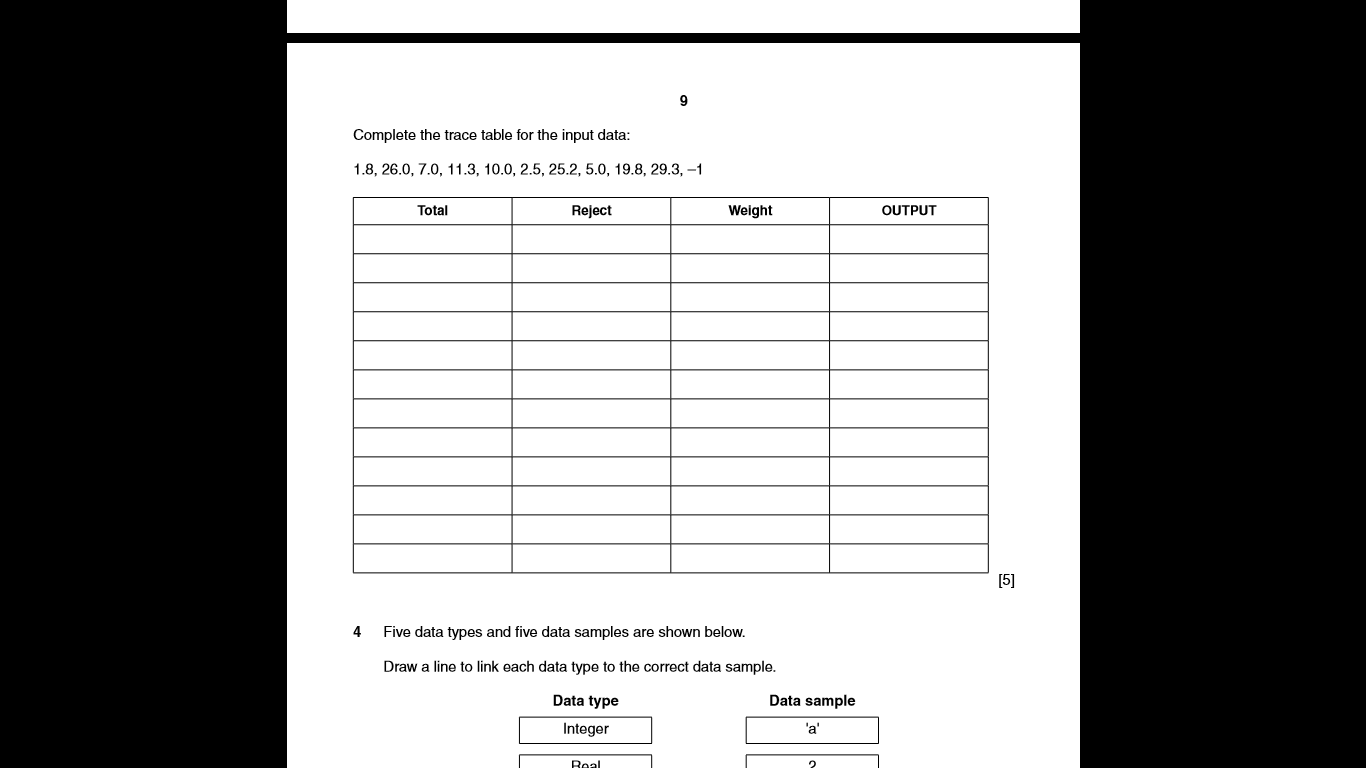 9
Complete the trace table for the input data:
1.8, 26.0, 7.0, 11.3, 10.0, 2.5, 25.2, 5.0, 19.8, 29.3, –1
Total Reject Weight OUTPUT
[5]
4 Five data types and five data samples are shown below.
Draw a line to link each data type to the correct data sample.
Data type Data sample
Integer 'a'
Real 2